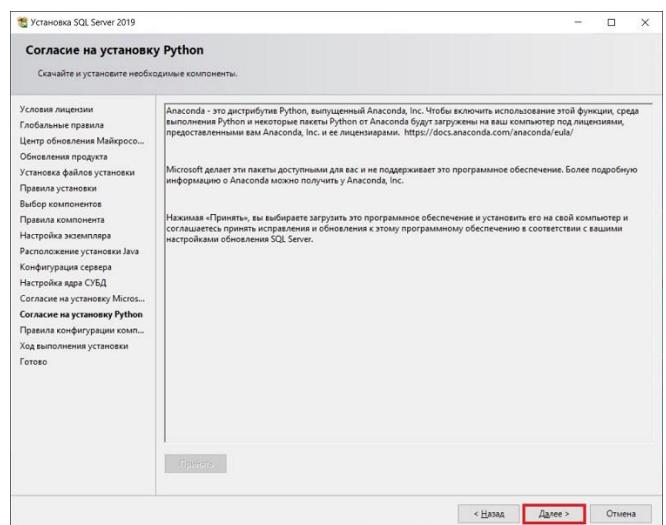 Установка SQL Server 2019
Согласие на установку Python
Скачайте и установите необходимые компоненты.
Условия лицензии
Глобальные правила
Центр обновления Майкросо...
Обновления продукта
Установка файлов установки
Правила установки
Выбор компонентов
Правила компонента
Настройка экземпляра
Расположение установки Java
Конфигурация сервера
Настройка ядра СУБД
Согласие на установку Micros...
Согласие на установку Python
Правила конфигурации комп...
Ход выполнения установки
Готово
Anaconda - это дистрибутив Python, выпущенный Anaconda, Inc. Чтобы включить использование этой функции, среда
выполнения Python и некоторые пакеты Python от Anaconda будут загружены на ваш компьютер под лицензиями,
предоставленными вам Anaconda, Inc. и ее лицензиарами. https://docs.anaconda.com/anaconda/eula/
Microsoft делает эти пакеты доступными для вас и не поддерживает это программное обеспечение. Более подробную
информацию о Anaconda можно получить у Anaconda, Inc.
Нажимая «Принять», вы выбираете загрузить это программное обеспечение и установить его на свой компьютер и
соглашаетесь принять исправления и обновления к этому программному обеспечению в соответствии с вашими
настройками обновления SQL Server.
Принять
< Назад
Далее >
Отмена